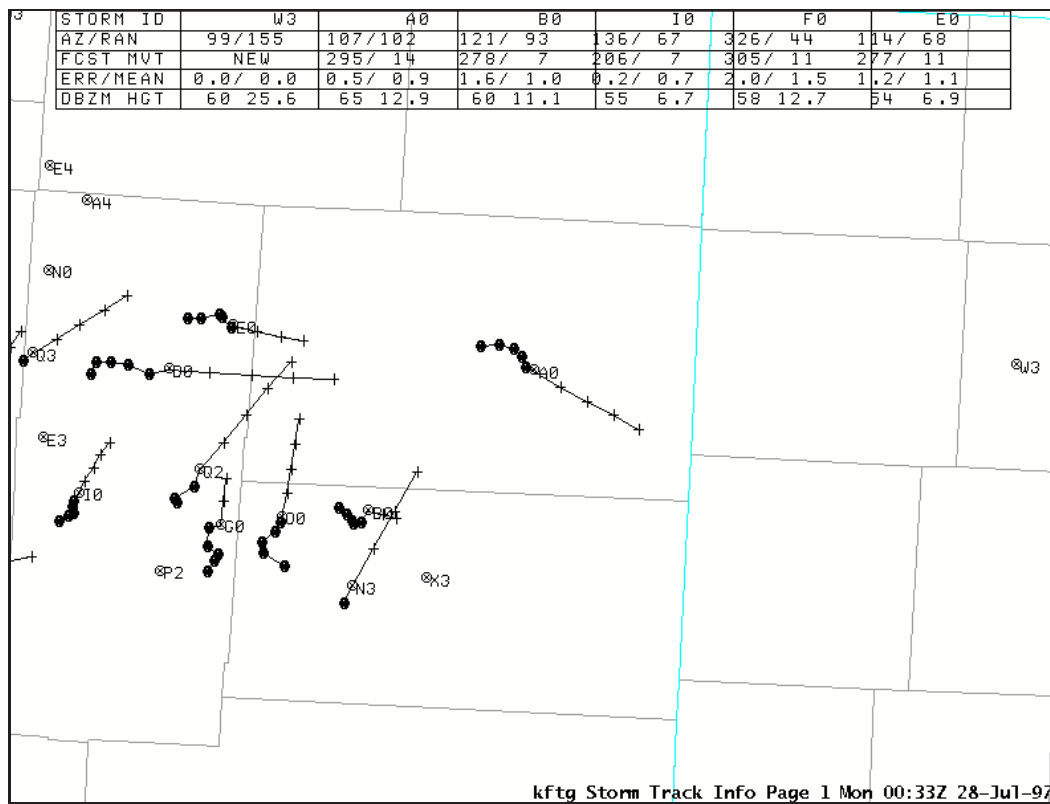 3
STORM ID W3 A0 B0 I0 F0 E0
AZ/RAN 99/155 107/102 121/ 93 136/ 67 326/ 44 114/ 68
FCST MVT NEW 295/ 14 278/ 7 206/ 7 305/ 11 277/ 11
ERR/MEAN 0.0/ 0.0 0.5/ 0.9 1.6/ 1.0 0.2/ 0.7 2.0/ 1.5 1.2/ 1.1
DBZM HGT 60 25.6 65 12.9 60 11.1 55 6.7 58 12.7 54 6.9
E4
A4
N0
E0
Q3
D0
A0
W3
E3
Q2
I0
G0
O0
B0
P2
N3
X3
kftg Storm Track Info Page 1 Mon 00:33Z 28-Jul-97